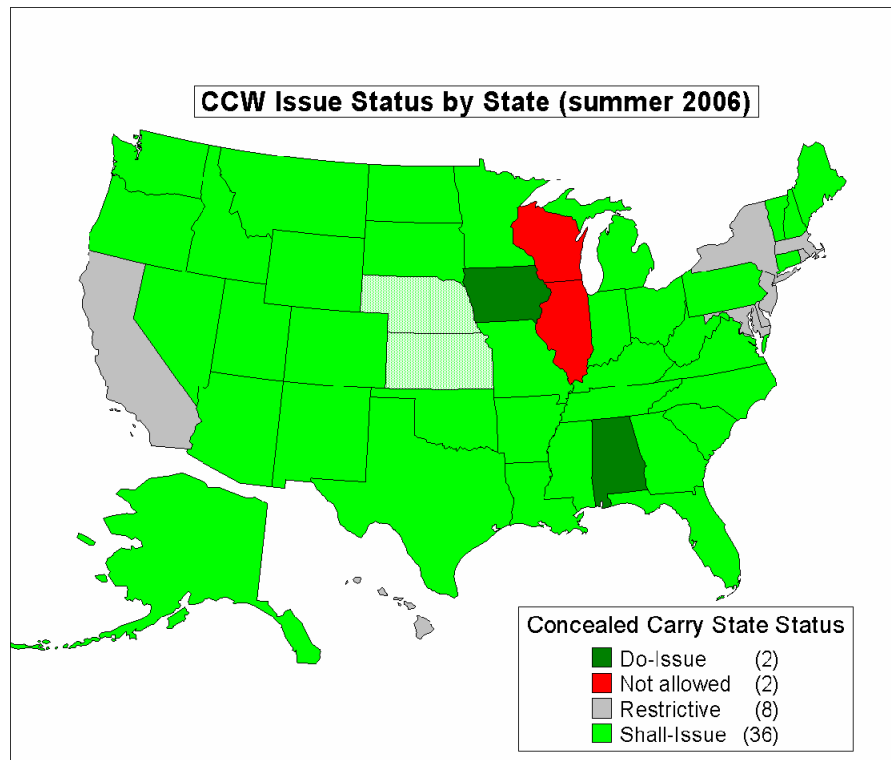 CCW Issue Status by State (summer 2006)
Concealed Carry State Status
Do-Issue (2)
Not allowed (2)
Restrictive (8)
Shall-Issue (36)